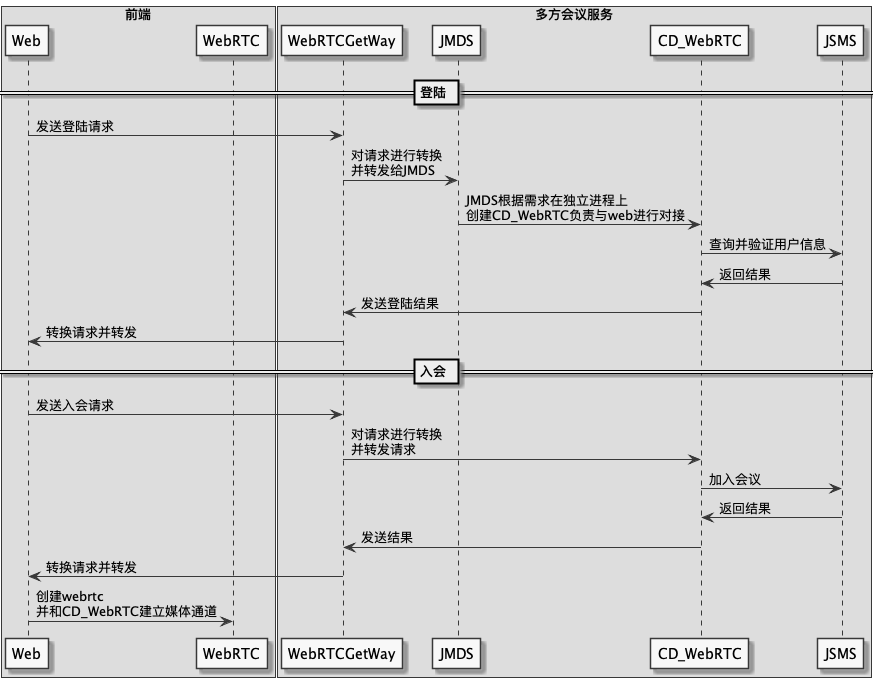 前端
多方会议服务
Web
WebRTC
WebRTCGetWay
JMDS
CD_WebRTC
JSMS
登陆
发送登陆请求
对请求进行转换
并转发给JMDS
JMDS根据需求在独立进程上
创建CD_WebRTC负责与web进行对接
查询并验证用户信息
返回结果
发送登陆结果
转换请求并转发
入会
发送入会请求
对请求进行转换
并转发请求
加入会议
返回结果
发送结果
转换请求并转发
创建webrtc
并和CD_WebRTC建立媒体通道
Web
WebRTC
WebRTCGetWay
JMDS
CD_WebRTC
JSMS